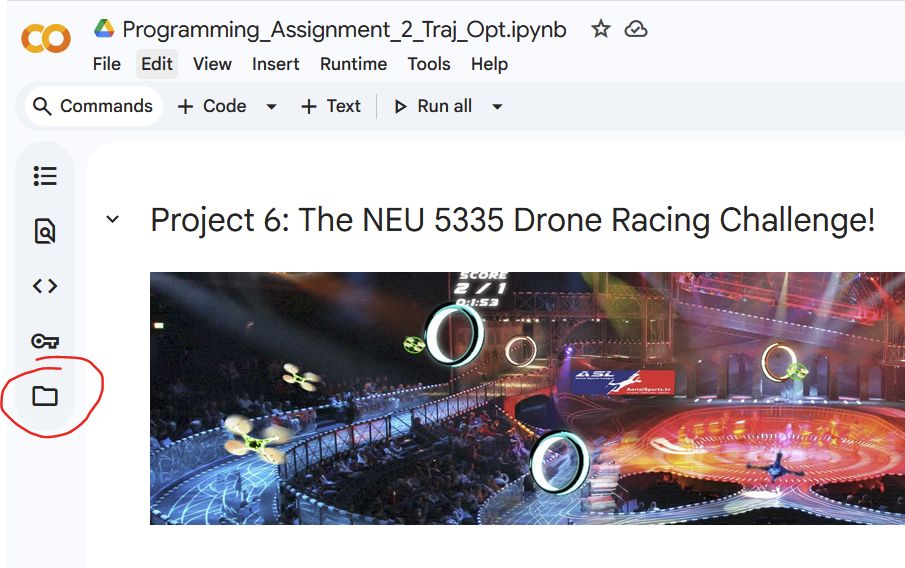 Programming_Assignment_2_Traj_Opt.ipynb
File Edit View Insert Runtime Tools Help
Commands + Code + Text Run all
Project 6: The NEU 5335 Drone Racing Challenge!
SCORE
2 / 1
0:1:53
ASL
AerialSports.tv